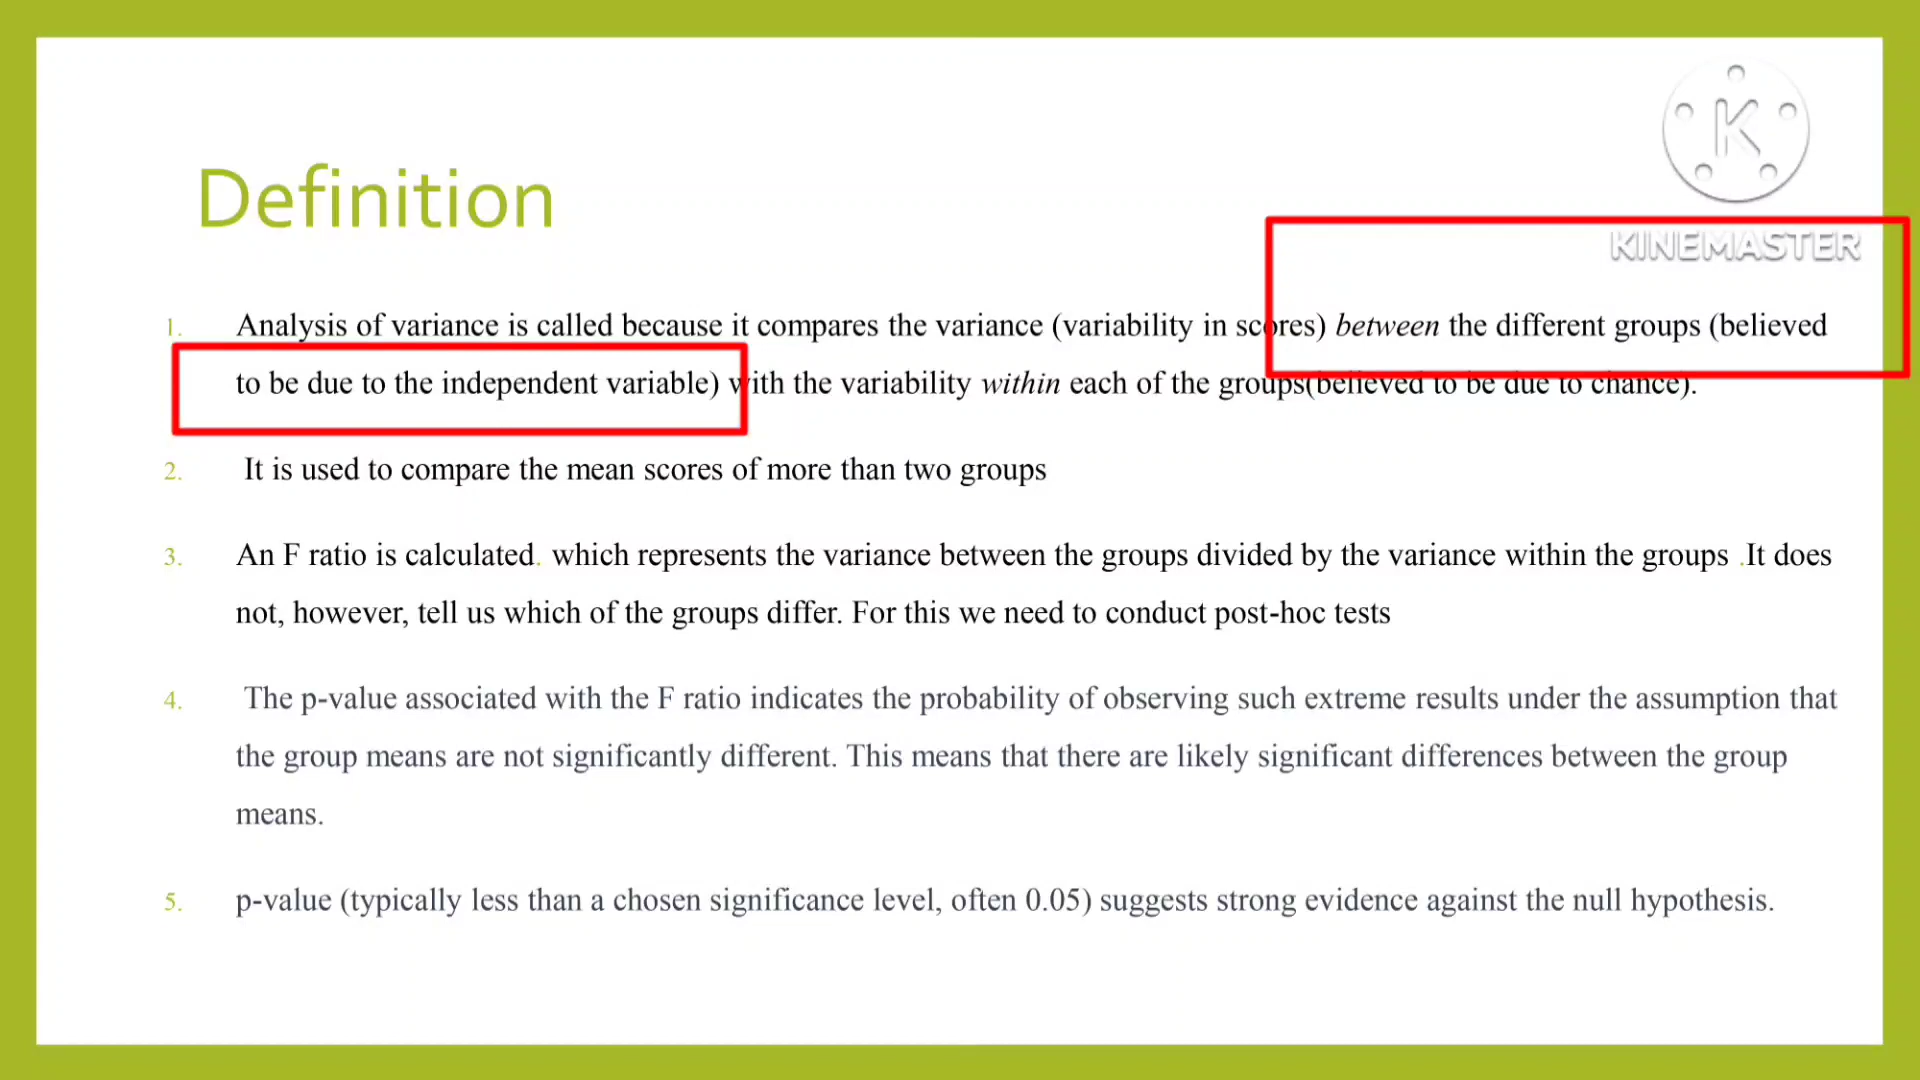 K
KINEMASTER
Definition
1. Analysis of variance is called because it compares the variance (variability in scores) between the different groups (believed
to be due to the independent variable) with the variability within each of the groups(believed to be due to chance).
2. It is used to compare the mean scores of more than two groups
3. An F ratio is calculated. which represents the variance between the groups divided by the variance within the groups .It does
not, however, tell us which of the groups differ. For this we need to conduct post-hoc tests
4. The p-value associated with the F ratio indicates the probability of observing such extreme results under the assumption that
the group means are not significantly different. This means that there are likely significant differences between the group
means.
5. p-value (typically less than a chosen significance level, often 0.05) suggests strong evidence against the null hypothesis.